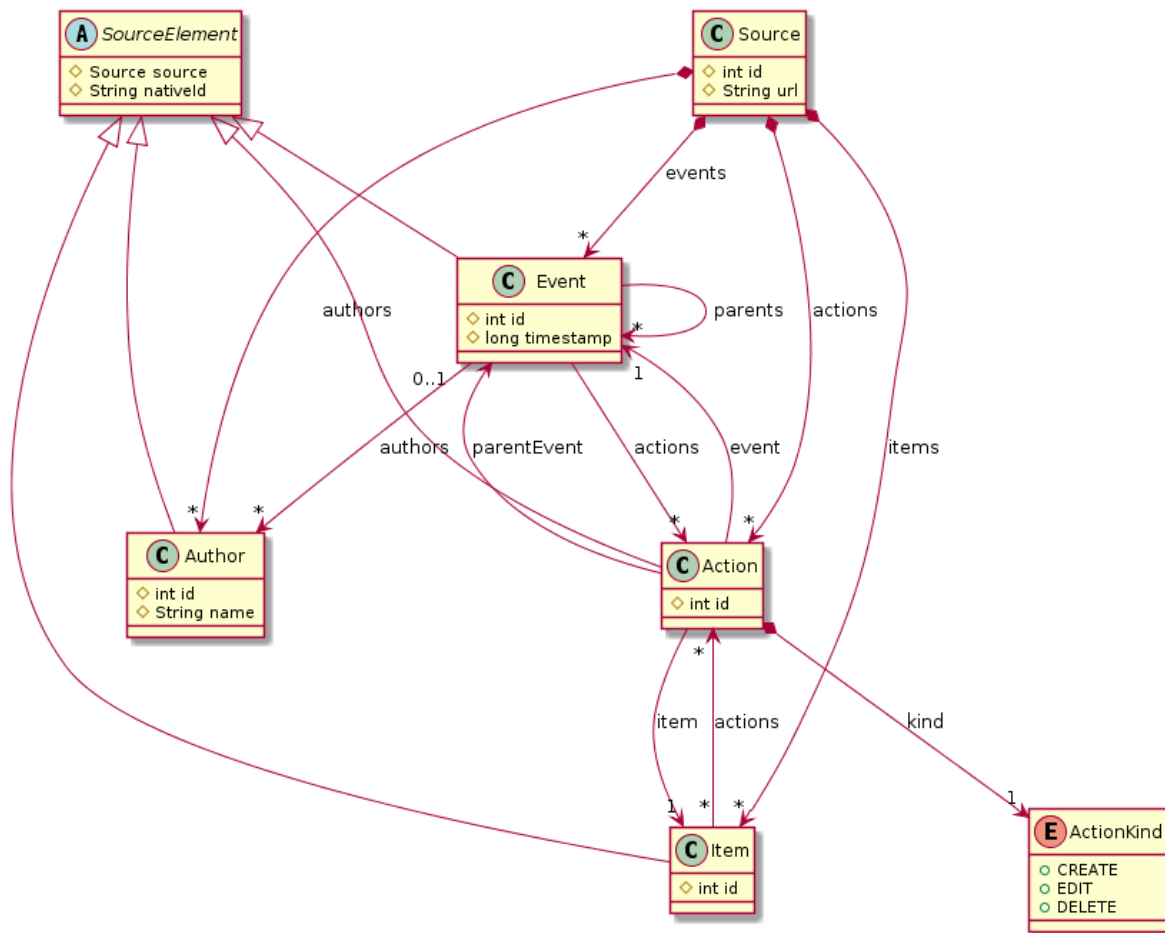 A SourceElement
Source source
String nativeId
C Source
int id
String url
events
*
C Event
int id
long timestamp
*
parents
authors
actions
0..1
1
authors
parentEvent
actions
event
items
*
*
*
*
C Author
int id
String name
C Action
int id
*
item
actions
kind
1
*
*
1
C Item
int id
E ActionKind
CREATE
EDIT
DELETE